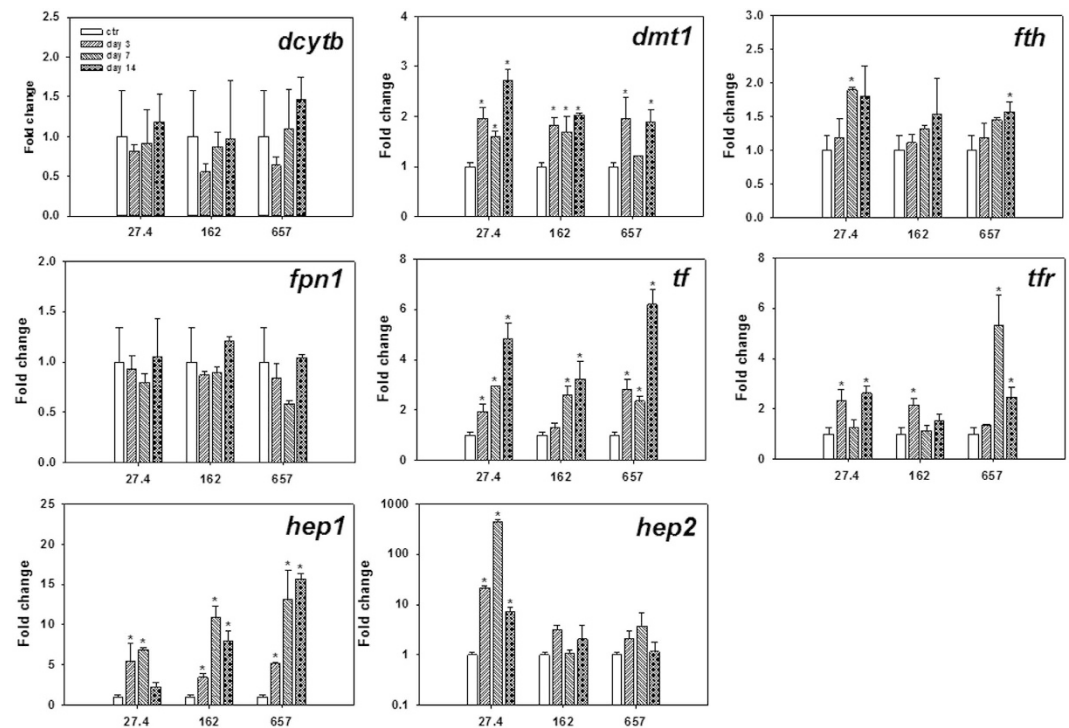 dcytb
ctr
day 3
day 7
day 14
Fold change
2.5
2.0
1.5
1.0
0.5
0.0
27.4 162 657
dmt1
Fold change
4
3
2
1
0
* * * * * * * *
27.4 162 657
fth
Fold change
3.0
2.5
2.0
1.5
1.0
0.5
0.0
* *
27.4 162 657
fpn1
Fold change
2.0
1.5
1.0
0.5
0.0
27.4 162 657
tf
Fold change
8
6
4
2
0
* * * * * * * *
27.4 162 657
tfr
Fold change
8
6
4
2
0
* * * * *
27.4 162 657
hep1
Fold change
25
20
15
10
5
0
* * * * * * * *
27.4 162 657
hep2
Fold change
1000
100
10
1
0.1
* * *
27.4 162 657